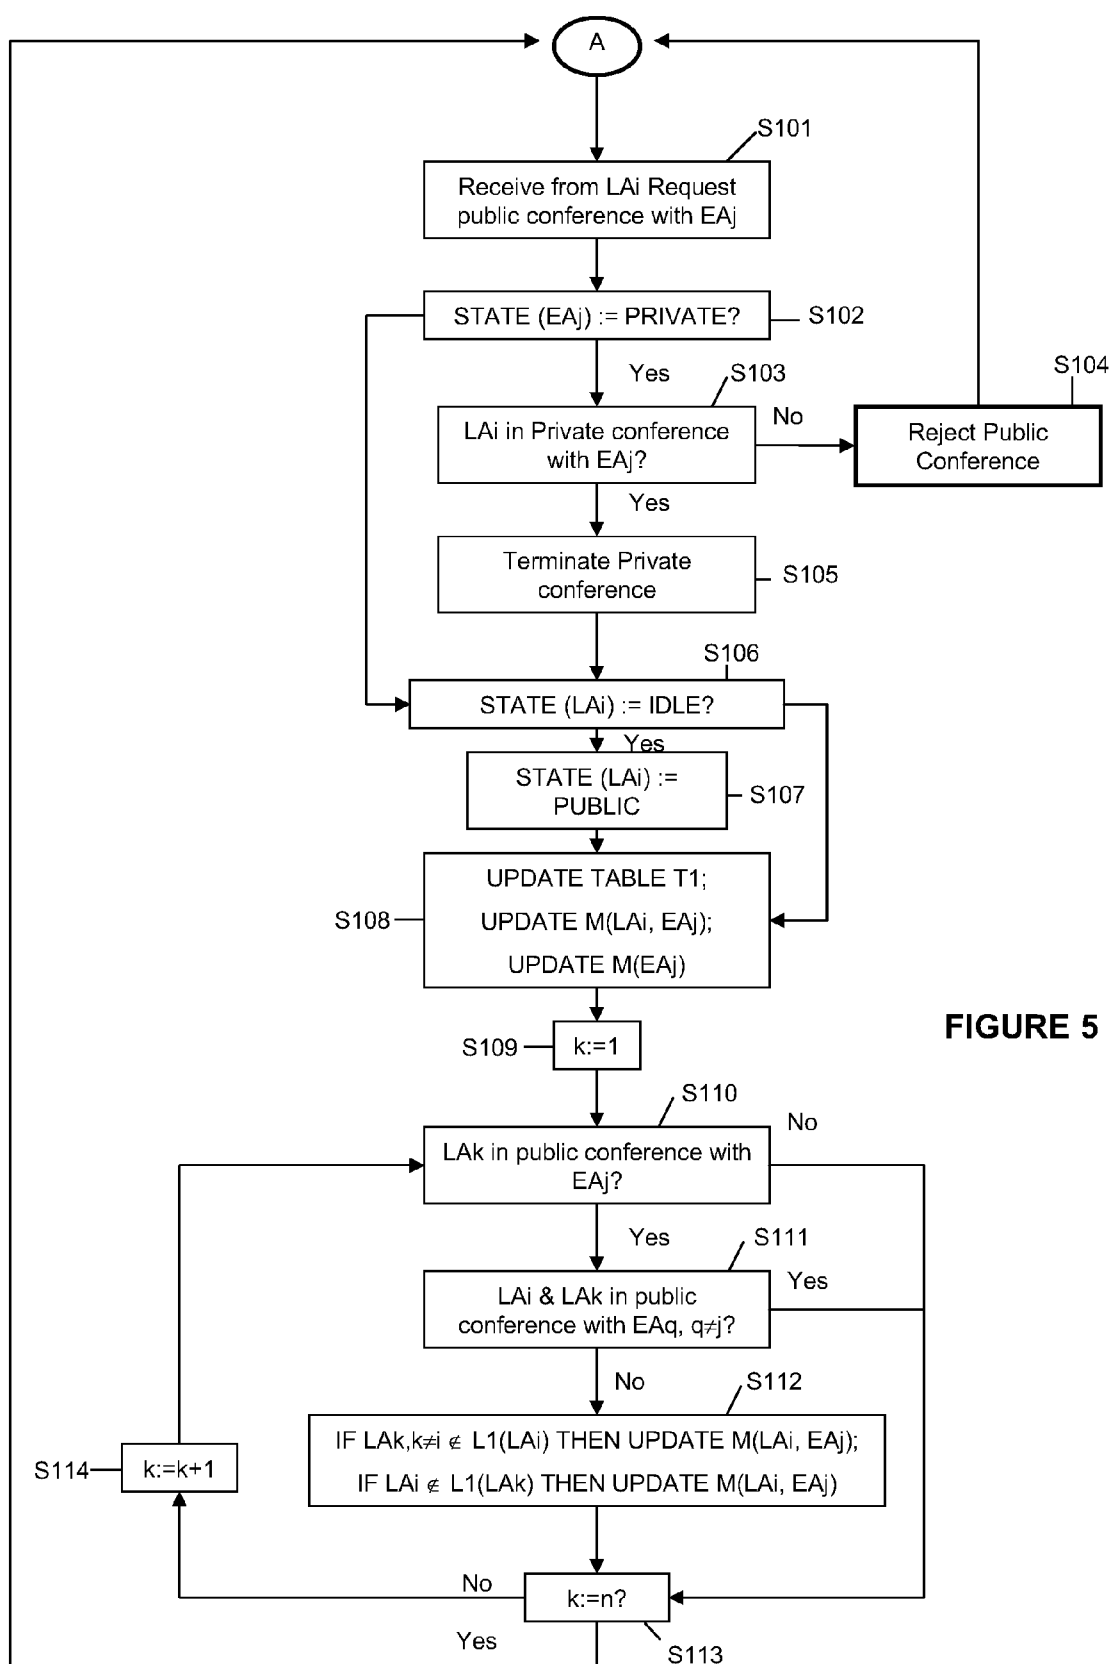 A
S101
Receive from LAi Request
public conference with EAj
STATE (EAj) := PRIVATE?
S102
Yes
S103
S104
LAi in Private conference
with EAj?
No
Reject Public
Conference
Yes
Terminate Private
conference
S105
S106
STATE (LAi) := IDLE?
Yes
STATE (LAi) :=
PUBLIC
S107
UPDATE TABLE T1;
UPDATE M(LAi, EAj);
UPDATE M(EAj)
S108
FIGURE 5
S109
k:=1
S110
No
LAk in public conference with
EAj?
Yes
S111
Yes
LAi & LAk in public
conference with EAq, q≠j?
No
S112
IF LAk,k≠i ∉ L1(LAi) THEN UPDATE M(LAi, EAj);
IF LAi ∉ L1(LAk) THEN UPDATE M(LAi, EAj)
S114
k:=k+1
No
k:=n?
Yes
S113